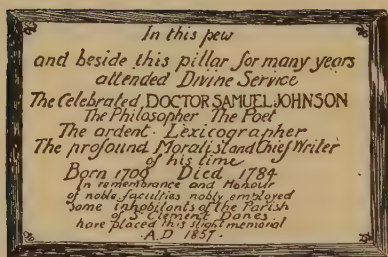 In this pew
and beside this pillar for many years
attended Divine Service
The Celebrated DOCTOR SAMUEL JOHNSON
The Philosopher The Poet
The ardent Lexicographer
The profound Moralist and Chief Writer
of his time
Born 1709 Died 1784
In remembrance and Honour
of noble faculties nobly employed
some inhabitants of the Parish
of S. Clement Danes
have placed this slight memorial
·A.D 1851·